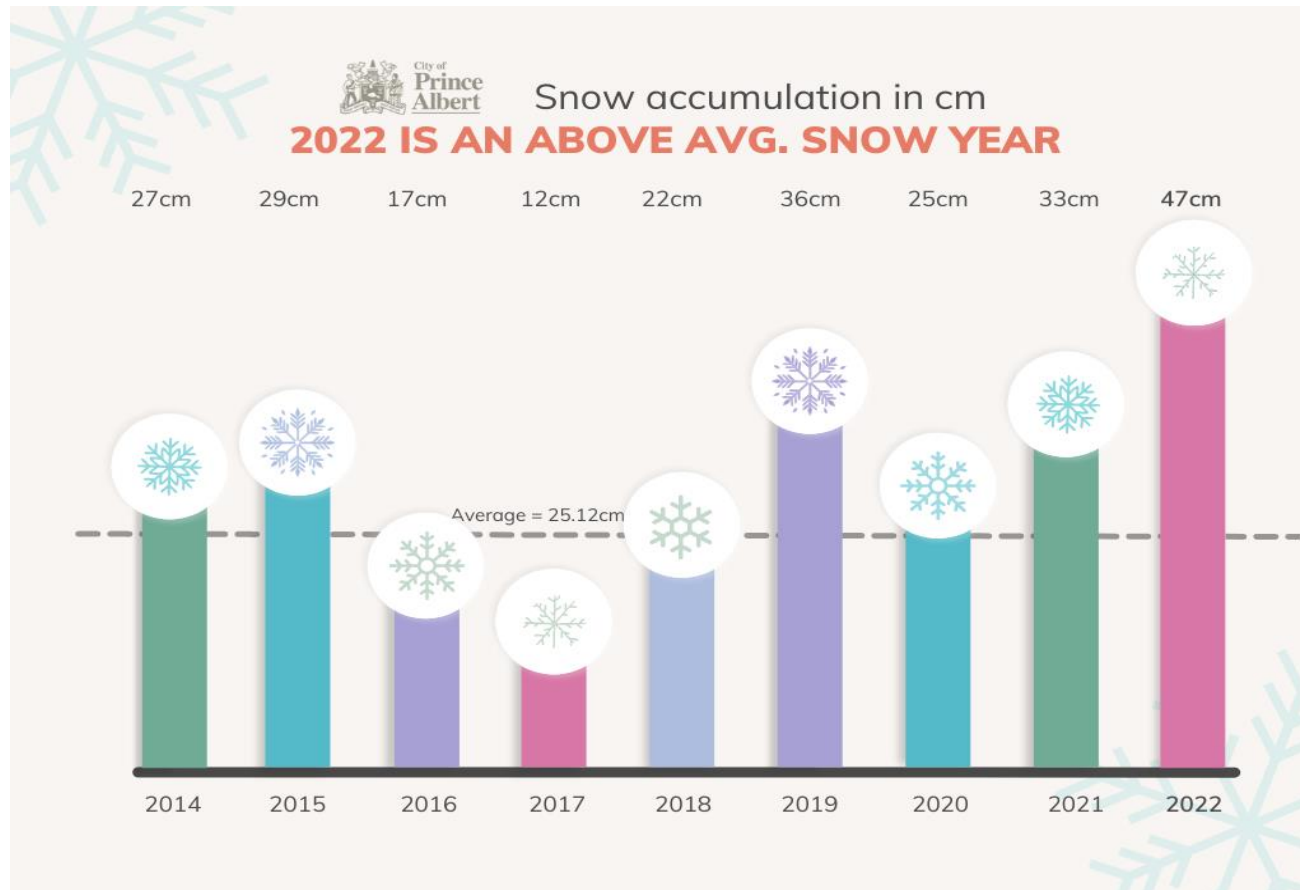 City of
Prince
Albert
Snow accumulation in cm
2022 IS AN ABOVE AVG. SNOW YEAR
27cm 29cm 17cm 12cm 22cm 36cm 25cm 33cm 47cm
Average = 25.12cm
2014 2015 2016 2017 2018 2019 2020 2021 2022